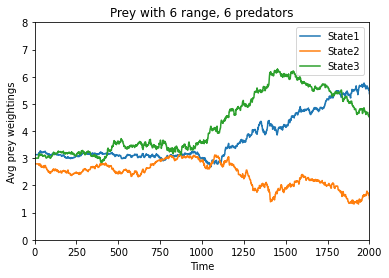 Prey with 6 range, 6 predators
State1
State2
State3
Avg prey weightings
8
7
6
5
4
3
2
1
0
0 250 500 750 1000 1250 1500 1750 2000
Time